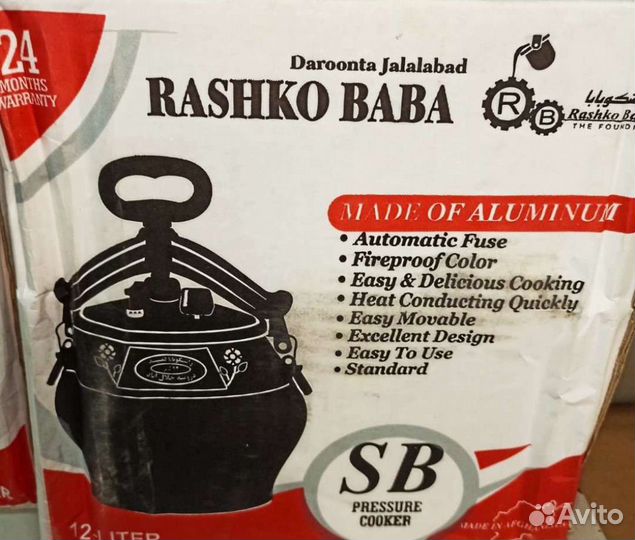 24
MONTHS
WARRANTY
Daroonta Jalalabad
RASHKO BABA
R B
Rashko Ba
THE FOUND
MADE OF ALUMINUM
• Automatic Fuse
• Fireproof Color
• Easy & Delicious Cooking
• Heat Conducting Quickly
• Easy Movable
• Excellent Design
• Easy To Use
• Standard
SB
PRESSURE
COOKER
12-LITER
MADE IN AFGHANISTAN
Avito